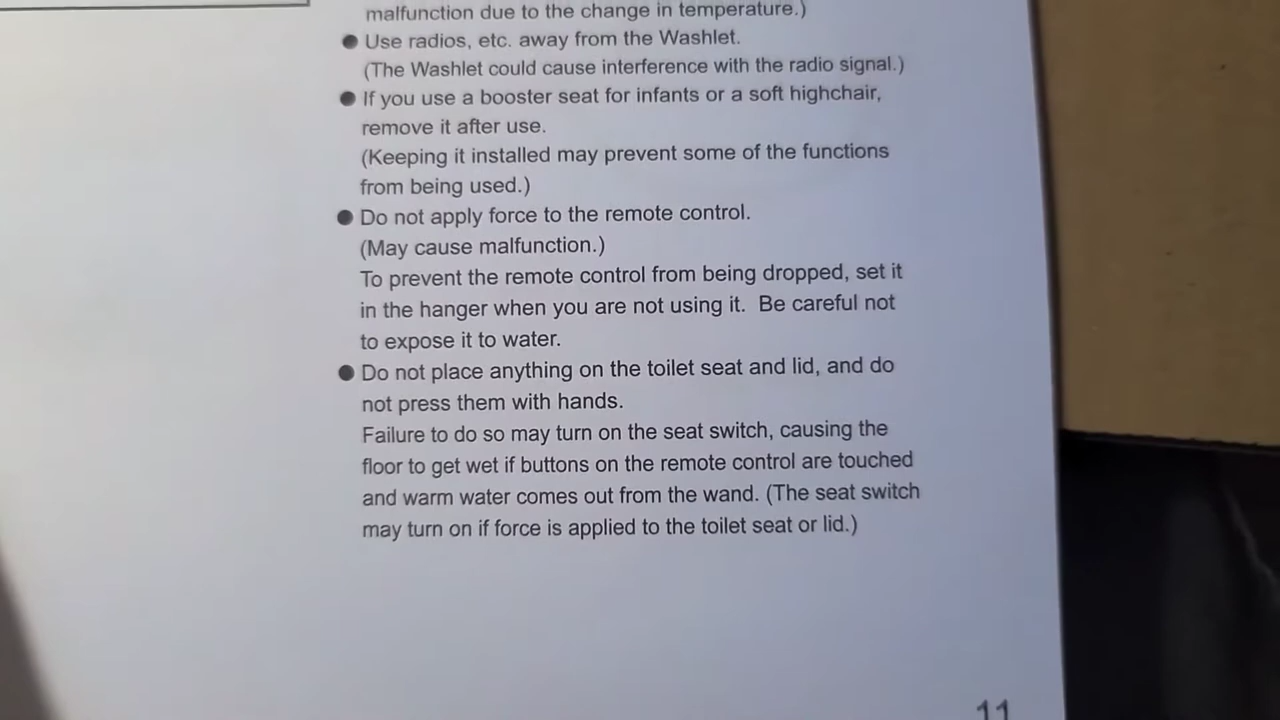 malfunction due to the change in temperature.)
● Use radios, etc. away from the Washlet.
(The Washlet could cause interference with the radio signal.)
● If you use a booster seat for infants or a soft highchair,
remove it after use.
(Keeping it installed may prevent some of the functions
from being used.)
● Do not apply force to the remote control.
(May cause malfunction.)
To prevent the remote control from being dropped, set it
in the hanger when you are not using it.  Be careful not
to expose it to water.
● Do not place anything on the toilet seat and lid, and do
not press them with hands.
Failure to do so may turn on the seat switch, causing the
floor to get wet if buttons on the remote control are touched
and warm water comes out from the wand. (The seat switch
may turn on if force is applied to the toilet seat or lid.)
11